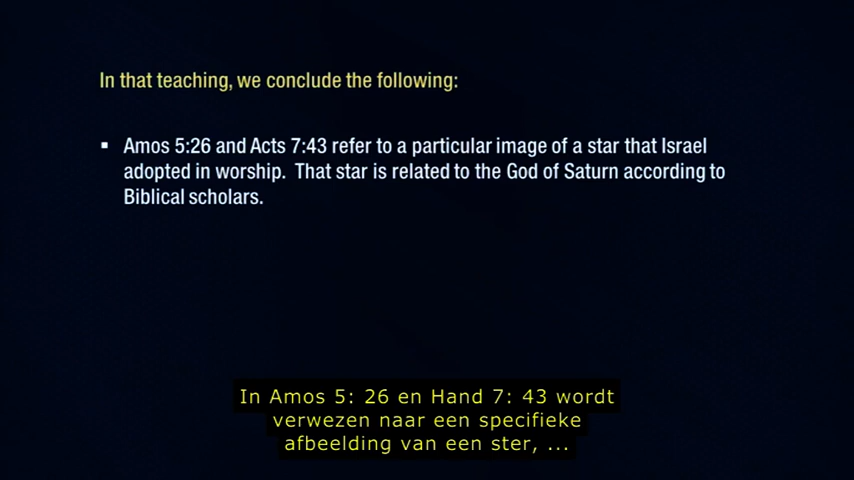 In that teaching, we conclude the following:
▪ Amos 5:26 and Acts 7:43 refer to a particular image of a star that Israel
adopted in worship.  That star is related to the God of Saturn according to
Biblical scholars.
In Amos 5: 26 en Hand 7: 43 wordt
verwezen naar een specifieke
afbeelding van een ster, ...